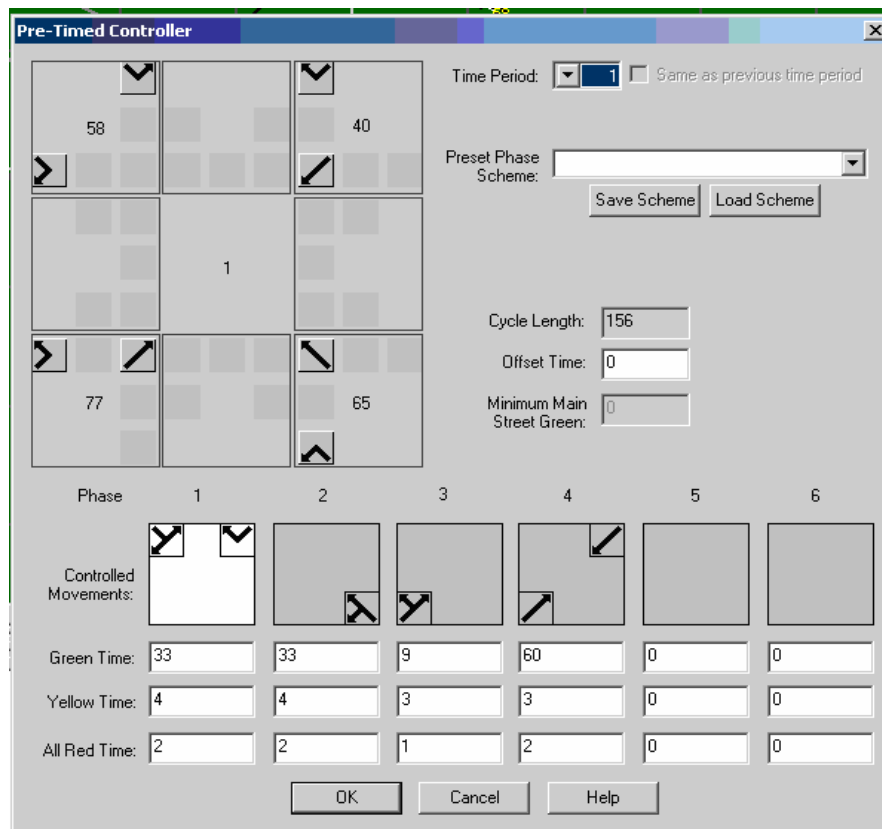 Pre-Timed Controller
58
40
1
77
65
Time Period: 1 Same as previous time period
Preset Phase
Scheme:
Save Scheme Load Scheme
Cycle Length: 156
Offset Time: 0
Minimum Main
Street Green: 0
Phase 1 2 3 4 5 6
Controlled
Movements:
Green Time: 33 33 9 60 0 0
Yellow Time: 4 4 3 3 0 0
All Red Time: 2 2 1 2 0 0
OK Cancel Help